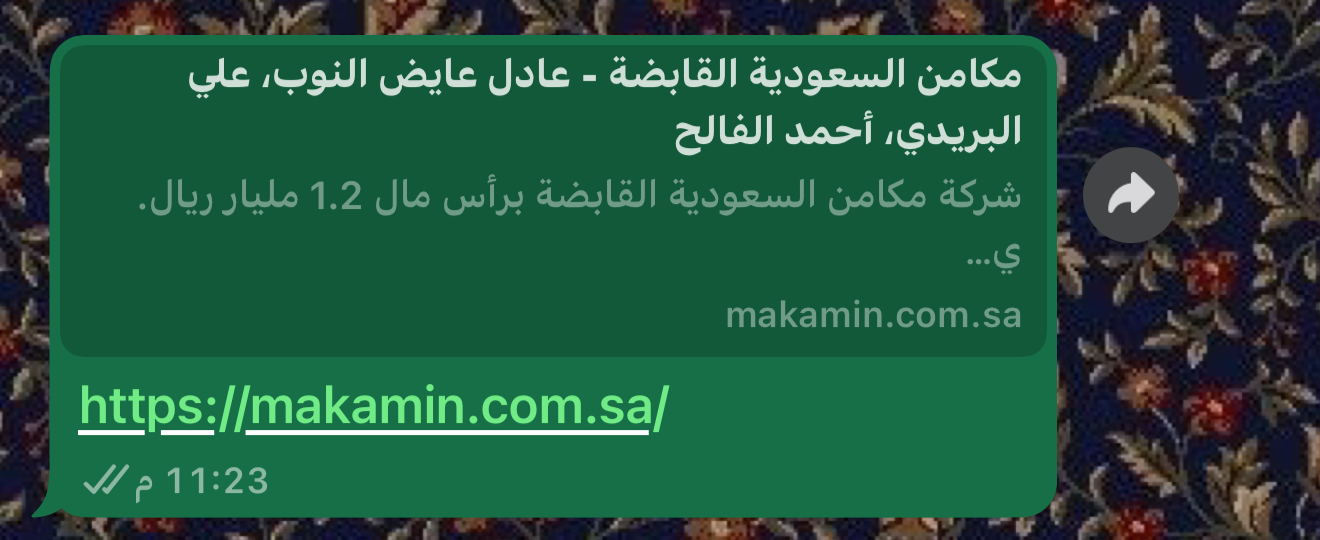 مكامن السعودية القابضة - عادل عايض النوب، علي
البريدي، أحمد الفالح
شركة مكامن السعودية القابضة برأس مال 1.2 مليار ريال.
ي...
makamin.com.sa
https://makamin.com.sa/
11:23 م